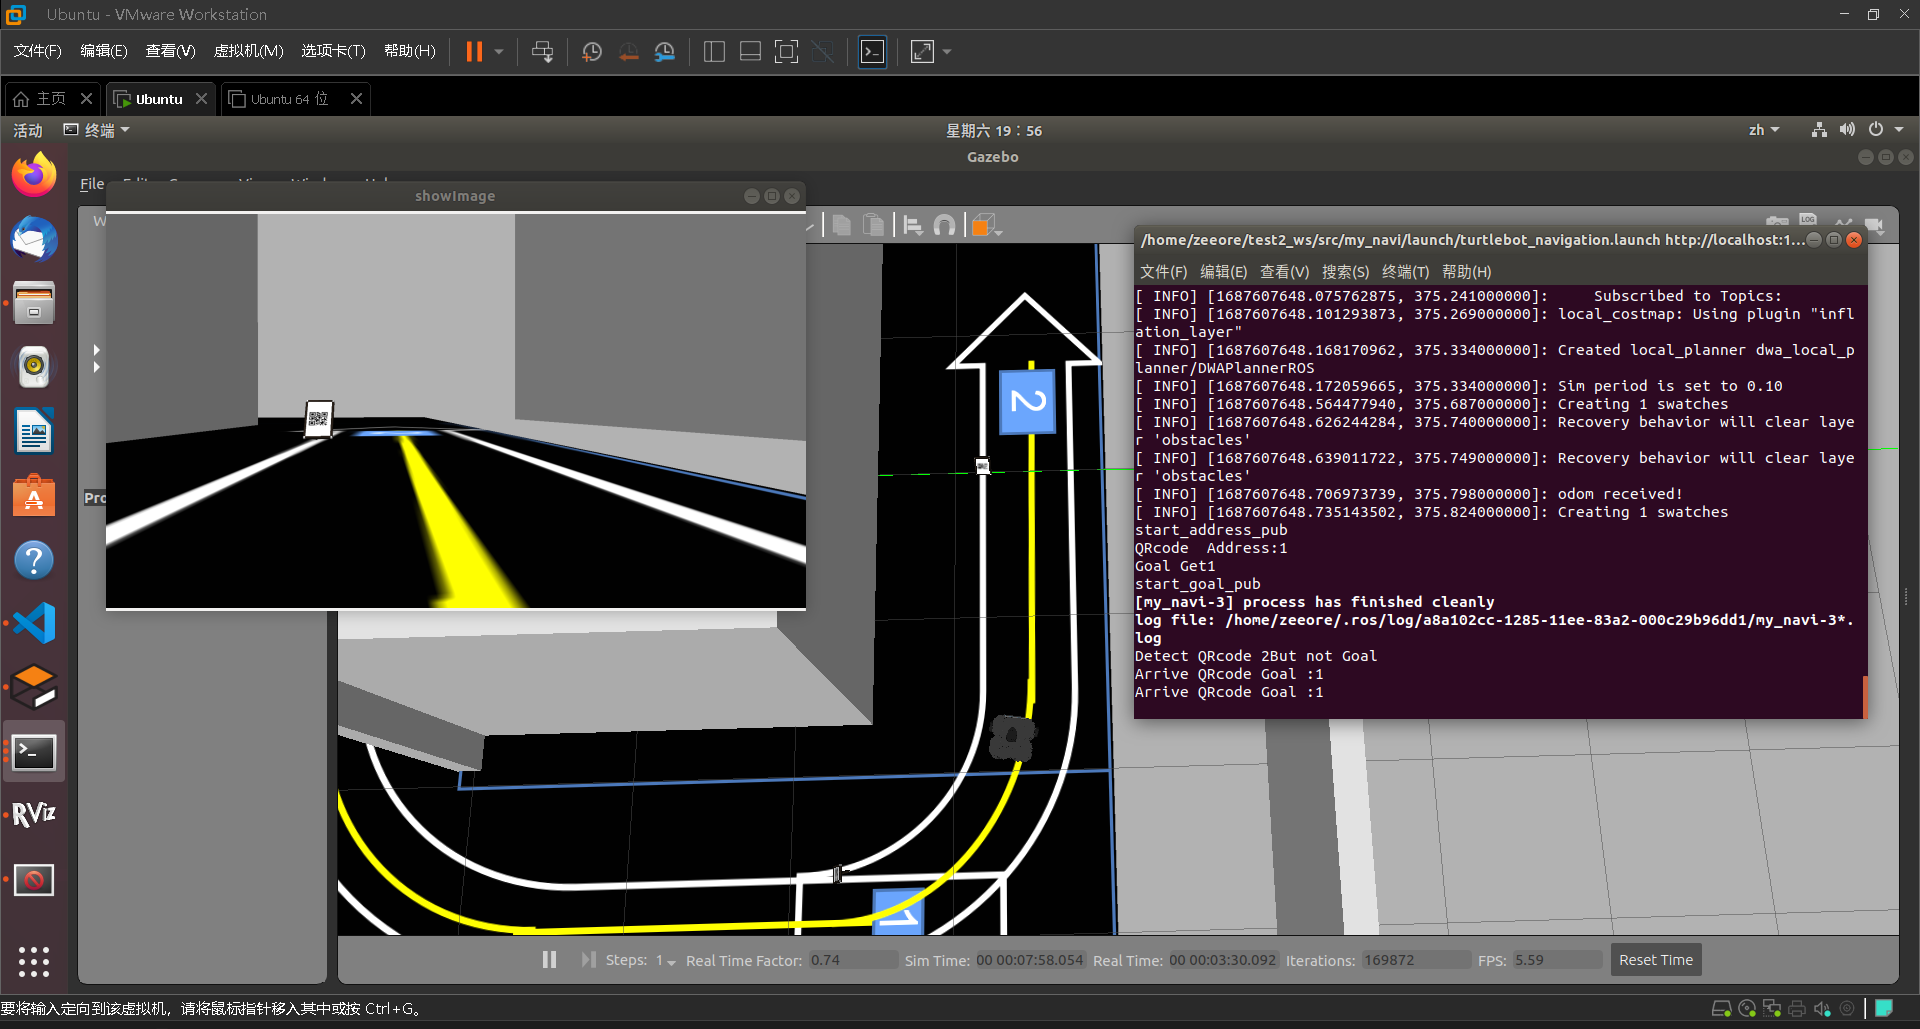 Ubuntu - VMware Workstation
文件(F) 编辑(E) 查看(V) 虚拟机(M) 选项卡(T) 帮助(H)
主页 Ubuntu Ubuntu 64 位
活动 终端 星期六 19：56 zh
Gazebo
File
showImage
LOG
/home/zeeore/test2_ws/src/my_navi/launch/turtlebot_navigation.launch http://localhost:1...
文件(F) 编辑(E) 查看(V) 搜索(S) 终端(T) 帮助(H)
[ INFO] [1687607648.075762875, 375.241000000]:     Subscribed to Topics:
[ INFO] [1687607648.101293873, 375.269000000]: local_costmap: Using plugin "infl
ation_layer"
[ INFO] [1687607648.168170962, 375.334000000]: Created local_planner dwa_local_p
lanner/DWAPlannerROS
[ INFO] [1687607648.172059665, 375.334000000]: Sim period is set to 0.10
[ INFO] [1687607648.564477940, 375.687000000]: Creating 1 swatches
[ INFO] [1687607648.626244284, 375.740000000]: Recovery behavior will clear laye
r 'obstacles'
[ INFO] [1687607648.639011722, 375.749000000]: Recovery behavior will clear laye
r 'obstacles'
[ INFO] [1687607648.706973739, 375.798000000]: odom received!
[ INFO] [1687607648.735143502, 375.824000000]: Creating 1 swatches
start_address_pub
QRcode  Address:1
Goal Get1
start_goal_pub
[my_navi-3] process has finished cleanly
log file: /home/zeeore/.ros/log/a8a102cc-1285-11ee-83a2-000c29b96dd1/my_navi-3*.
log
Detect QRcode 2But not Goal
Arrive QRcode Goal :1
Arrive QRcode Goal :1
Pro
2
1
RViz
Steps: 1 Real Time Factor: 0.74 Sim Time: 00 00:07:58.054 Real Time: 00 00:03:30.092 Iterations: 169872 FPS: 5.59 Reset Time
要将输入定向到该虚拟机，请将鼠标指针移入其中或按 Ctrl+G。